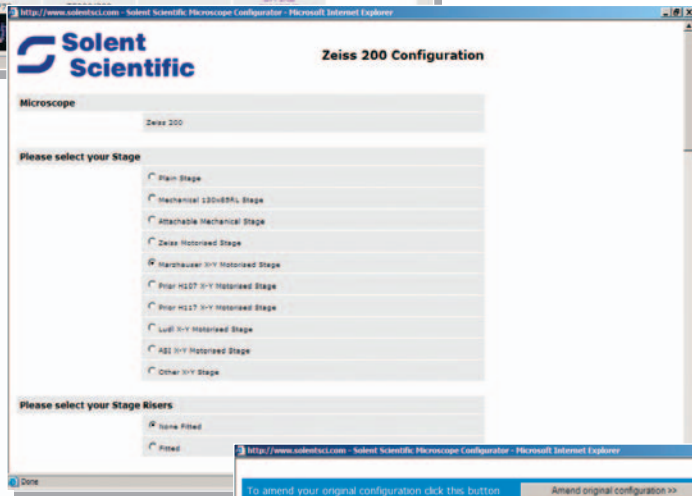 http://www.solentsci.com - Solent Scientific Microscope Configurator - Microsoft Internet Explorer
Solent
Scientific
Zeiss 200 Configuration
Microscope
Zeiss 200
Please select your Stage
Plain Stage
Mechanical 130x85R/L Stage
Attachable Mechanical Stage
Zeiss Motorised Stage
Marzhauser X-Y Motorised Stage
Prior H107 X-Y Motorised Stage
Prior H117 X-Y Motorised Stage
Ludl X-Y Motorised Stage
ASI X-Y Motorised Stage
Other X-Y Stage
Please select your Stage Risers
None Fitted
Fitted
Done
http://www.solentsci.com - Solent Scientific Microscope Configurator - Microsoft Internet Explorer
To amend your original configuration click this button
Amend original configuration >>